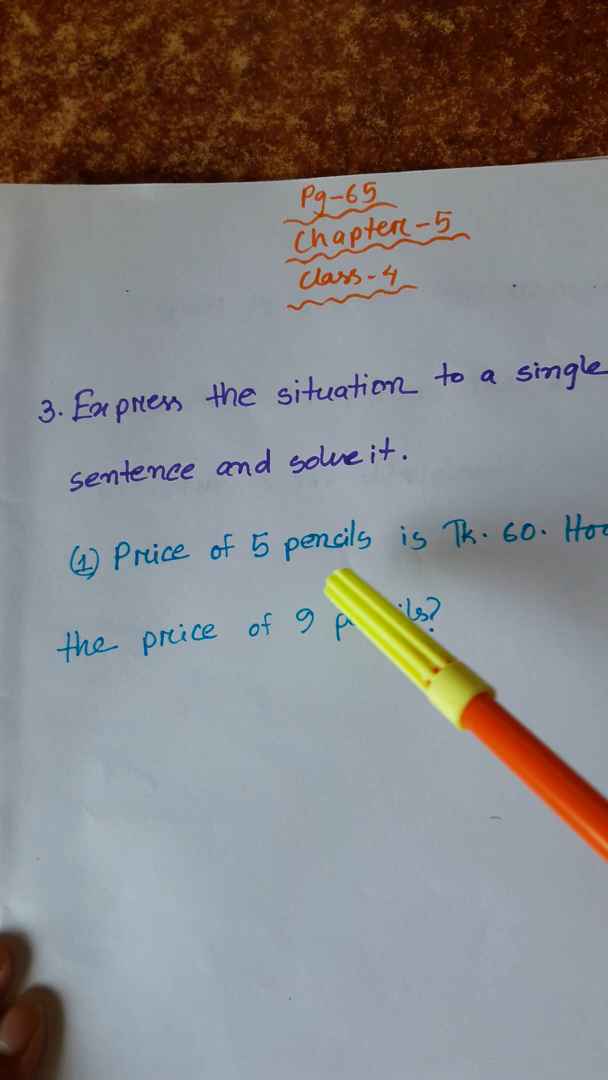 Pg-65
Chapter-5
Class-4
3. Express the situation to a single
sentence and solve it.
(1) Price of 5 pencils is Tk. 60.
the price of 9